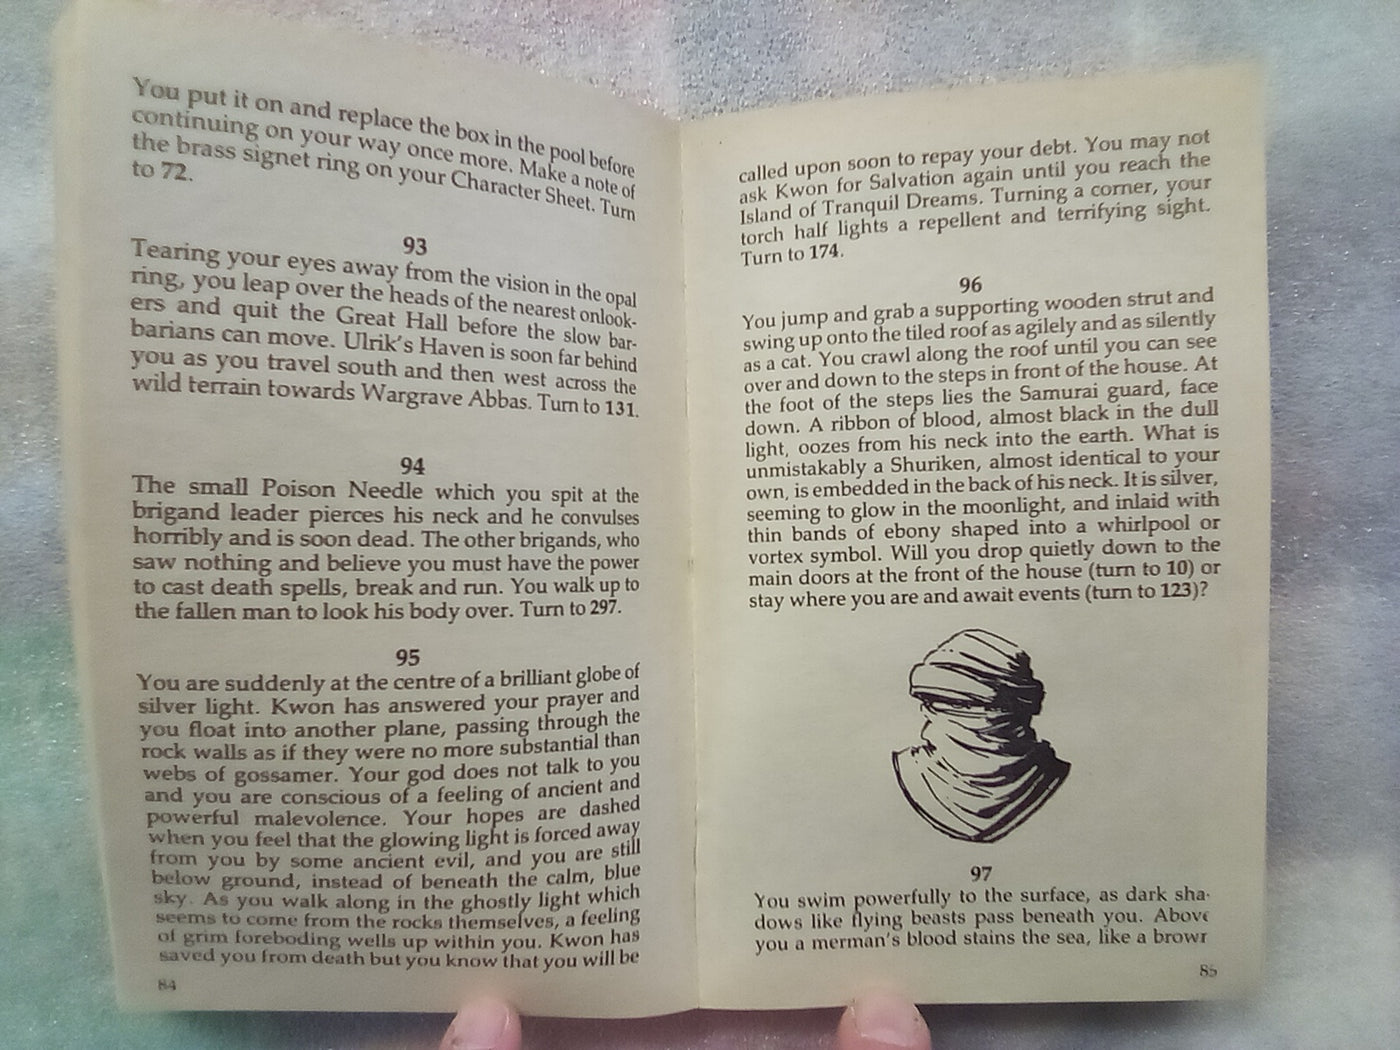 You put it on and replace the box in the pool before
continuing on your way once more. Make a note of
the brass signet ring on your Character Sheet. Turn
to 72.
93
Tearing your eyes away from the vision in the opal
ring, you leap over the heads of the nearest onlook-
ers and quit the Great Hall before the slow bar-
barians can move. Ulrik's Haven is soon far behind
you as you travel south and then west across the
wild terrain towards Wargrave Abbas. Turn to 131.
94
The small Poison Needle which you spit at the
brigand leader pierces his neck and he convulses
horribly and is soon dead. The other brigands, who
saw nothing and believe you must have the power
to cast death spells, break and run. You walk up to
the fallen man to look his body over. Turn to 297.
95
You are suddenly at the centre of a brilliant globe of
silver light. Kwon has answered your prayer and
you float into another plane, passing through the
rock walls as if they were no more substantial than
webs of gossamer. Your god does not talk to you
and you are conscious of a feeling of ancient and
powerful malevolence. Your hopes are dashed
when you feel that the glowing light is forced away
from you by some ancient evil, and you are still
below ground, instead of beneath the calm, blue
sky. As you walk along in the ghostly light which
seems to come from the rocks themselves, a feeling
of grim foreboding wells up within you. Kwon has
saved you from death but you know that you will be
84
called upon soon to repay your debt. You may not
ask Kwon for Salvation again until you reach the
Island of Tranquil Dreams. Turning a corner, your
torch half lights a repellent and terrifying sight.
Turn to 174.
96
You jump and grab a supporting wooden strut and
swing up onto the tiled roof as agilely and as silently
as a cat. You crawl along the roof until you can see
over and down to the steps in front of the house. At
the foot of the steps lies the Samurai guard, face
down. A ribbon of blood, almost black in the dull
light, oozes from his neck into the earth. What is
unmistakably a Shuriken, almost identical to your
own, is embedded in the back of his neck. It is silver,
seeming to glow in the moonlight, and inlaid with
thin bands of ebony shaped into a whirlpool or
vortex symbol. Will you drop quietly down to the
main doors at the front of the house (turn to 10) or
stay where you are and await events (turn to 123)?
97
You swim powerfully to the surface, as dark sha-
dows like flying beasts pass beneath you. Above
you a merman's blood stains the sea, like a brown
85